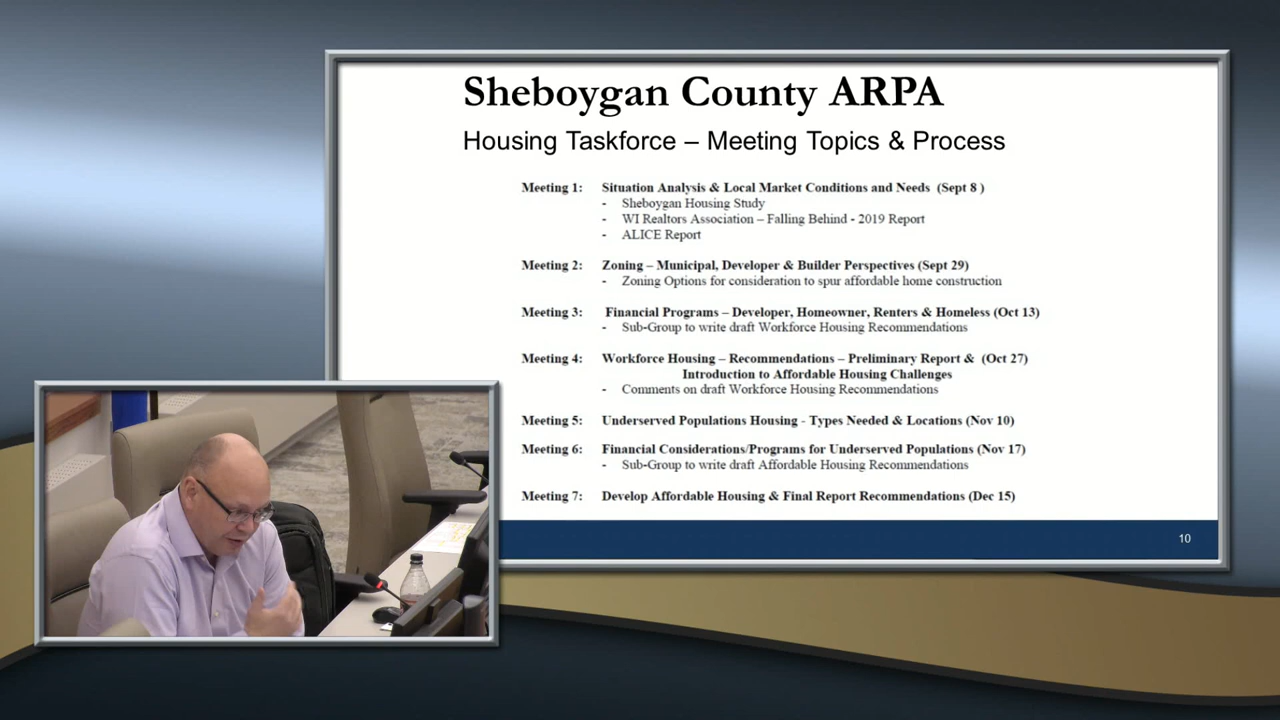 Sheboygan County ARPA
Housing Taskforce – Meeting Topics & Process
Meeting 1: Situation Analysis & Local Market Conditions and Needs (Sept 8 )
- Sheboygan Housing Study
- WI Realtors Association – Falling Behind - 2019 Report
- ALICE Report
Meeting 2: Zoning – Municipal, Developer & Builder Perspectives (Sept 29)
- Zoning Options for consideration to spur affordable home construction
Meeting 3: Financial Programs – Developer, Homeowner, Renters & Homeless (Oct 13)
- Sub-Group to write draft Workforce Housing Recommendations
Meeting 4: Workforce Housing – Recommendations – Preliminary Report & (Oct 27)
Introduction to Affordable Housing Challenges
- Comments on draft Workforce Housing Recommendations
Meeting 5: Underserved Populations Housing - Types Needed & Locations (Nov 10)
Meeting 6: Financial Considerations/Programs for Underserved Populations (Nov 17)
- Sub-Group to write draft Affordable Housing Recommendations
Meeting 7: Develop Affordable Housing & Final Report Recommendations (Dec 15)
10